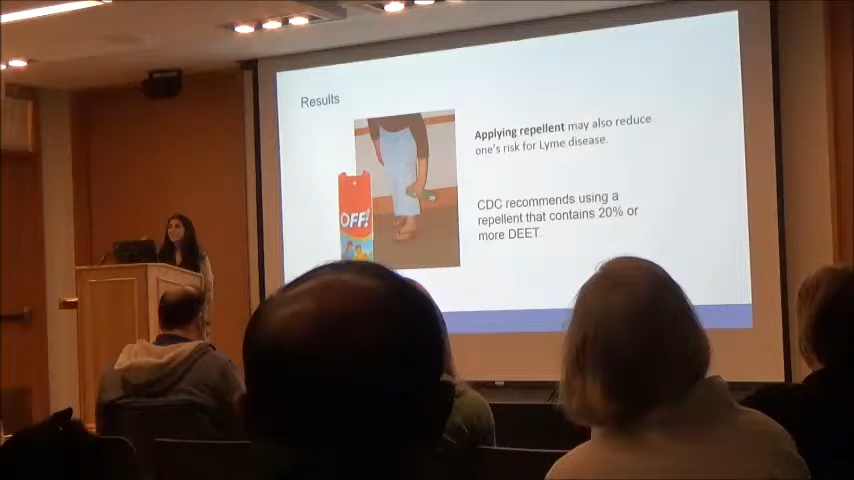 Results
Applying repellent may also reduce
one's risk for Lyme disease.
CDC recommends using a
repellent that contains 20% or
more DEET.
OFF!